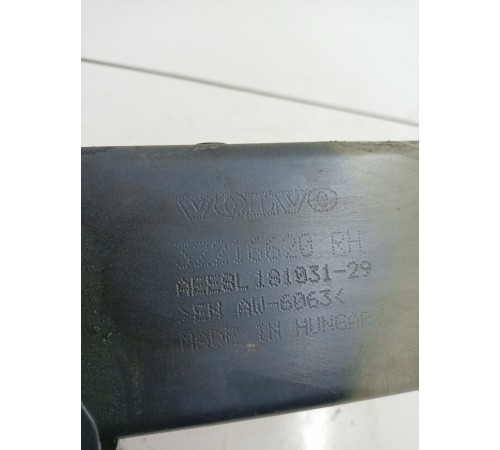 VOLVO
32216620 RH
AEEBL 181031-29
>EN AW-6063<
MADE IN HUNGARY